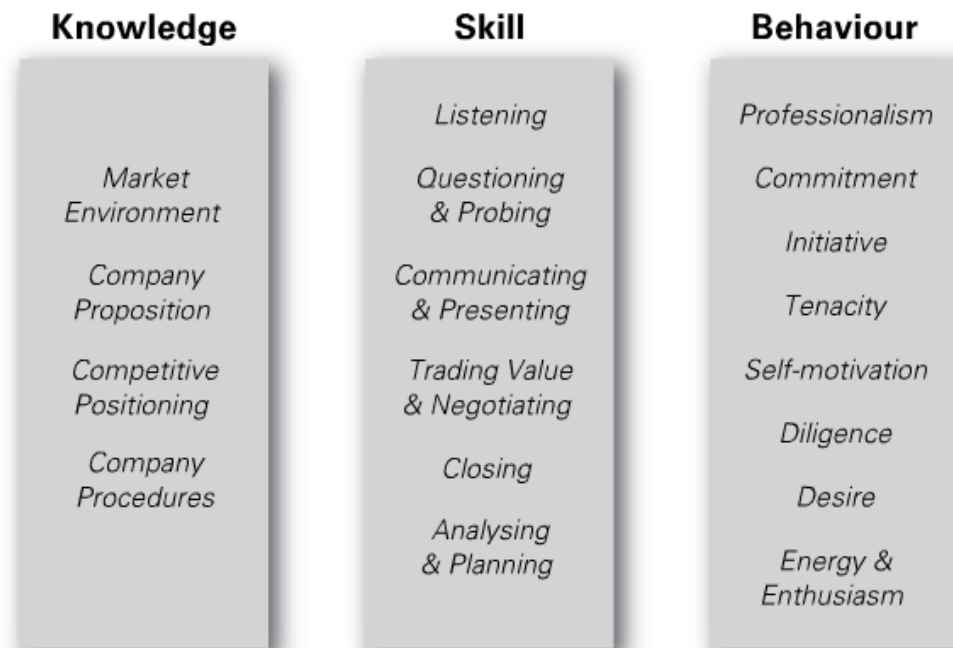 Knowledge
Market
Environment
Company
Proposition
Competitive
Positioning
Company
Procedures
Skill
Listening
Questioning
& Probing
Communicating
& Presenting
Trading Value
& Negotiating
Closing
Analysing
& Planning
Behaviour
Professionalism
Commitment
Initiative
Tenacity
Self-motivation
Diligence
Desire
Energy &
Enthusiasm